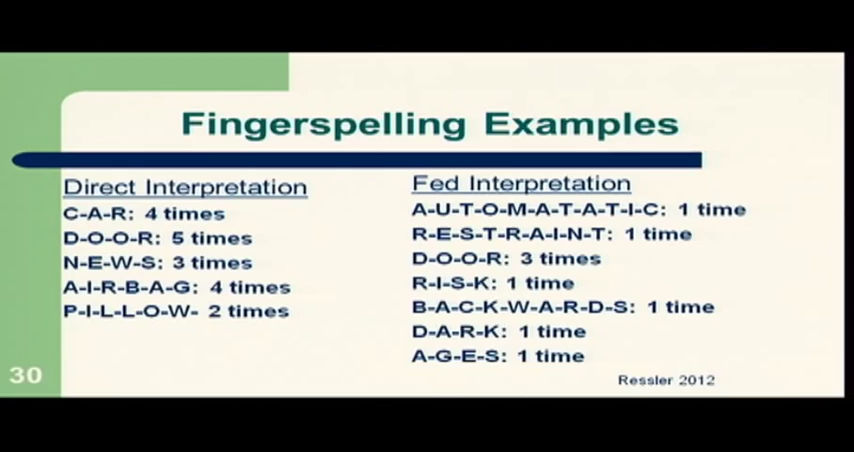 Fingerspelling Examples
Direct Interpretation
C-A-R: 4 times
D-O-O-R: 5 times
N-E-W-S: 3 times
A-I-R-B-A-G: 4 times
P-I-L-L-O-W- 2 times
Fed Interpretation
A-U-T-O-M-A-T-A-T-I-C: 1 time
R-E-S-T-R-A-I-N-T: 1 time
D-O-O-R: 3 times
R-I-S-K: 1 time
B-A-C-K-W-A-R-D-S: 1 time
D-A-R-K: 1 time
A-G-E-S: 1 time
30
Ressler 2012